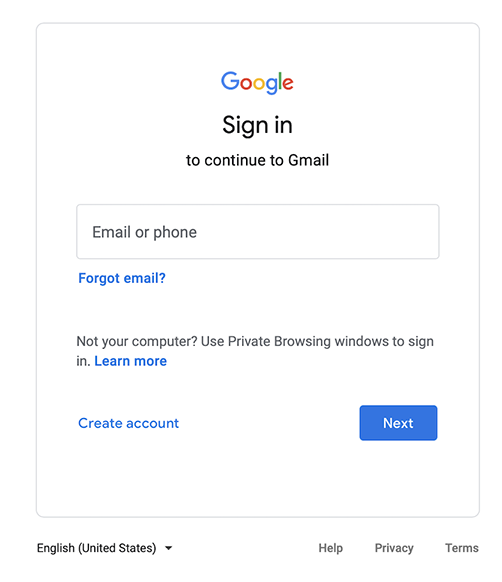 Google
Sign in
to continue to Gmail
Email or phone
Forgot email?
Not your computer? Use Private Browsing windows to sign
in. Learn more
Create account
Next
English (United States)
Help
Privacy
Terms